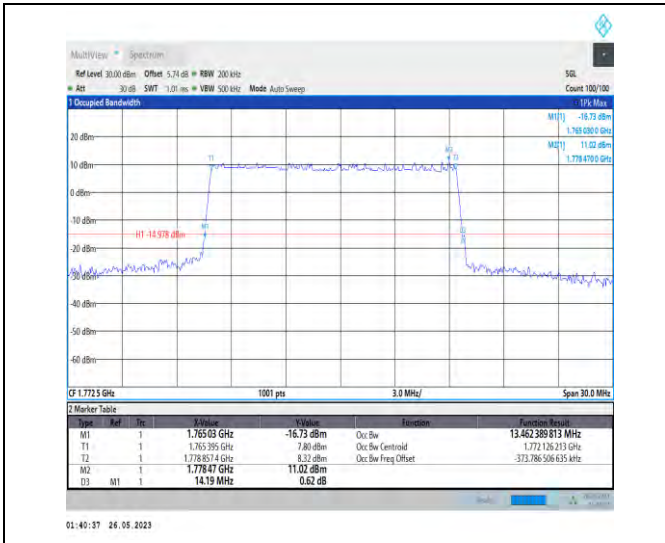 MultiView Spectrum
Ref Level 30.00 dBm Offset 5.74 dB RBW 200 kHz SGL
Att 30 dB SWT 1.01 ms VBW 500 kHz Mode Auto Sweep Count 100/100
1 Occupied Bandwidth 1Pk Max
M1[1] -16.73 dBm
1.765 030 0 GHz
M2[1] 11.02 dBm
1.778 470 0 GHz
20 dBm
10 dBm
0 dBm
-10 dBm
H1 -14.978 dBm
-20 dBm
-30 dBm
-40 dBm
-50 dBm
-60 dBm
T1
M2
T2
M1
CF 1.772 5 GHz 1001 pts 3.0 MHz/ Span 30.0 MHz
2 Marker Table
Type Ref Trc X-Value Y-Value Function Function Result
M1 1 1.765 03 GHz -16.73 dBm Occ Bw 13.462 389 813 MHz
T1 1 1.765 395 GHz 7.80 dBm Occ Bw Centroid 1.772 126 213 GHz
T2 1 1.778 857 4 GHz 8.32 dBm Occ Bw Freq Offset -373.786 506 635 kHz
M2 1 1.778 47 GHz 11.02 dBm
D3 M1 1 14.19 MHz 0.62 dB
01:40:37 26.05.2023